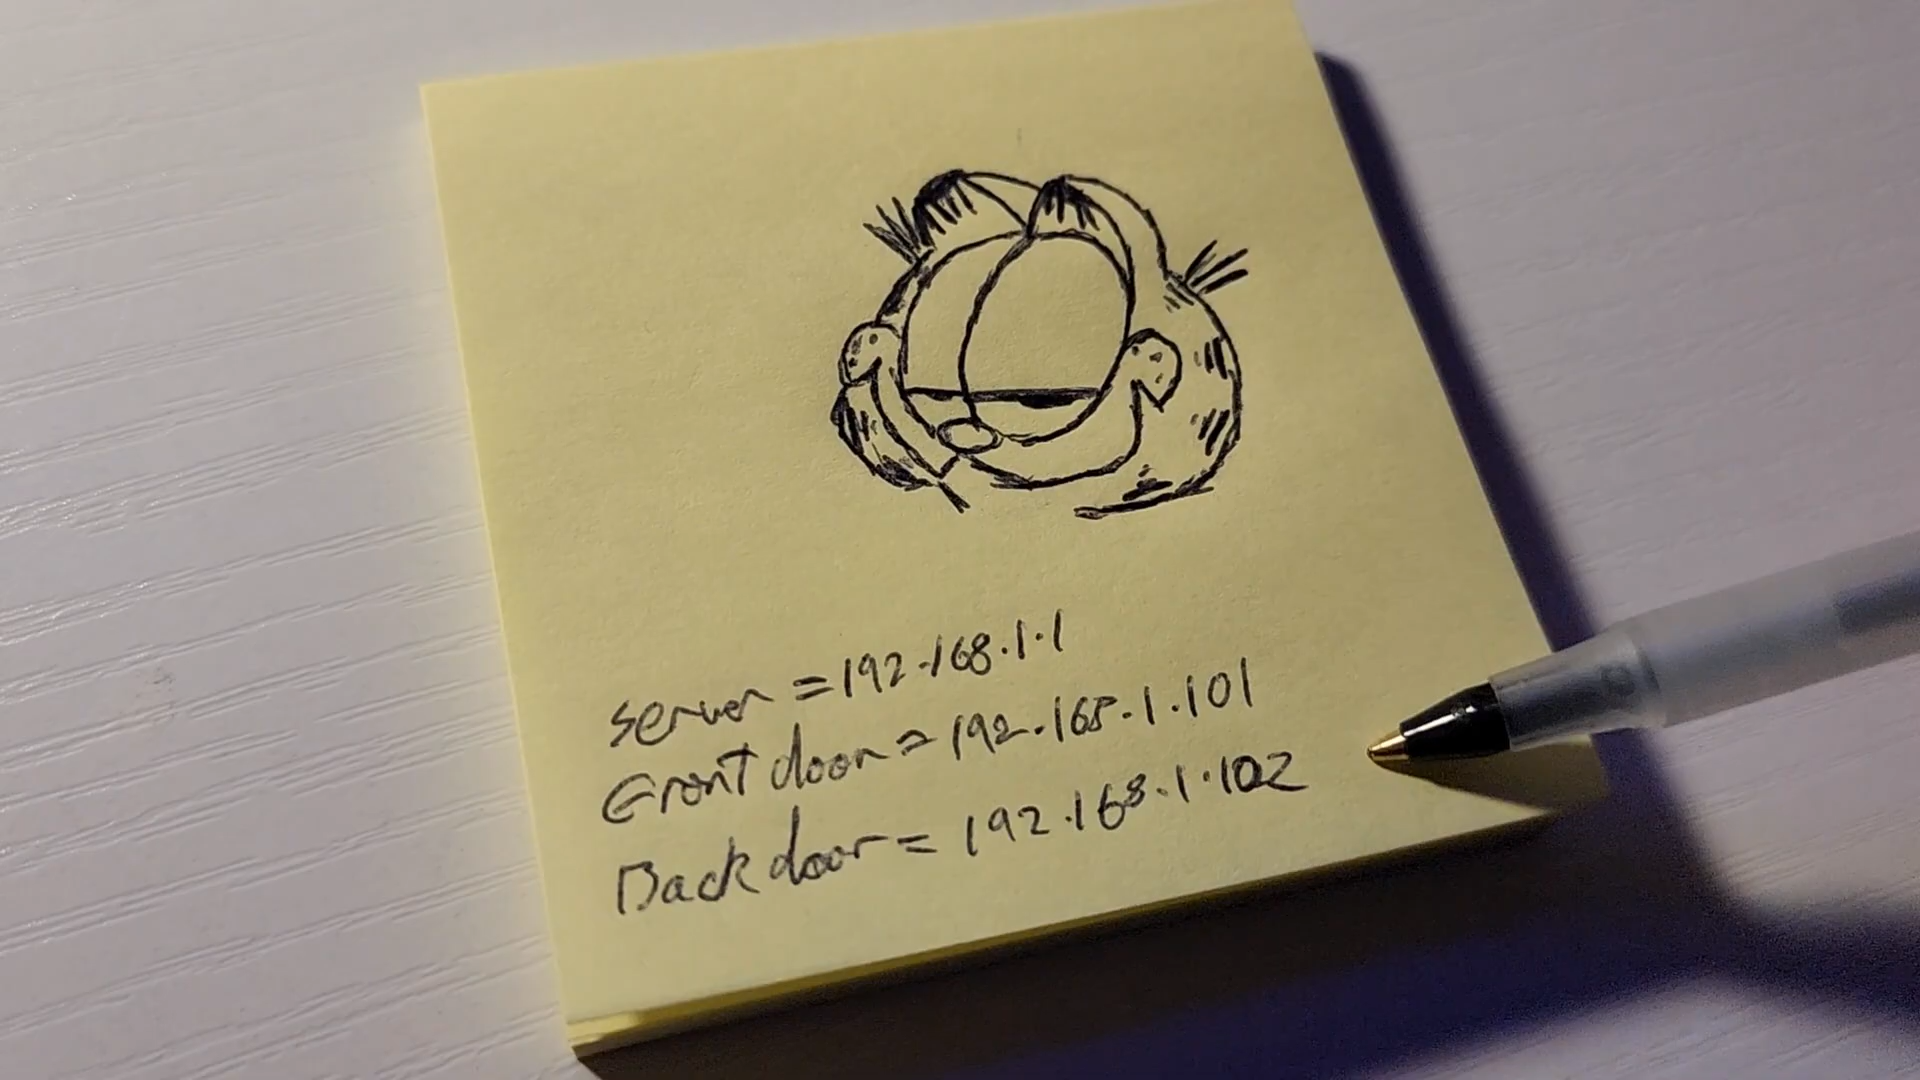 Server = 192.168.1.1
Front door = 192.168.1.101
Back door = 192.168.1.102